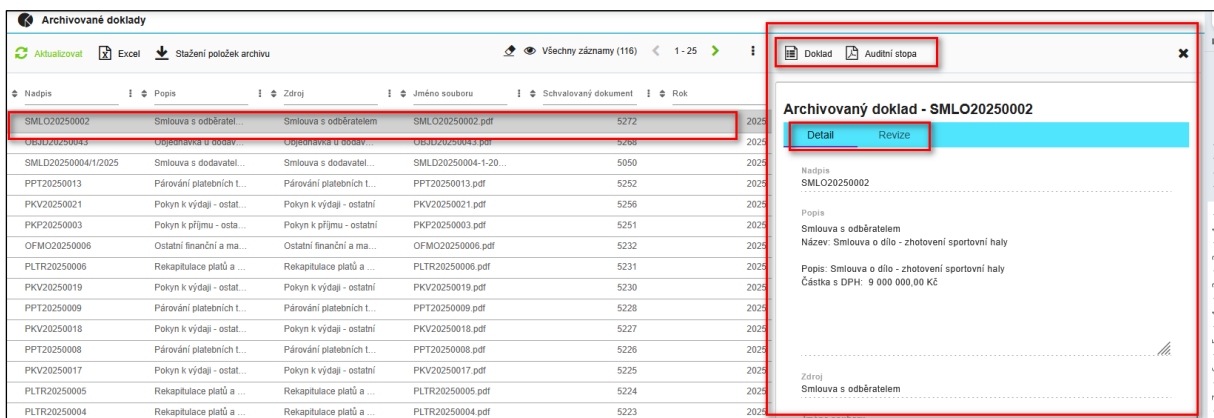 Archivované doklady
Aktualizovat Excel Stažení položek archivu Všechny záznamy (116) 1 - 25
Nadpis Popis Zdroj Jméno souboru Schvalovaný dokument Rok
SMLO20250002 Smlouva s odběratel... Smlouva s odběratelem SMLO20250002.pdf 5272 2025
OBJD20250043 Objednávka u dodav... Objednávka u dodavatele OBJD20250043.pdf 5268 2025
SMLD20250004/1/2025 Smlouva s dodavatel... Smlouva s dodavatel... SMLD20250004-1-20... 5050 2025
PPT20250013 Párování platebních t... Párování platebních t... PPT20250013.pdf 5252 2025
PKV20250021 Pokyn k výdaji - ostatní Pokyn k výdaji - ostatní PKV20250021.pdf 5256 2025
PKP20250003 Pokyn k příjmu - osta... Pokyn k příjmu - ostatní PKP20250003.pdf 5251 2025
OFMO20250006 Ostatní finanční a ma... Ostatní finanční a ma... OFMO20250006.pdf 5232 2025
PLTR20250006 Rekapitulace platů a ... Rekapitulace platů a ... PLTR20250006.pdf 5231 2025
PKV20250019 Pokyn k výdaji - ostat... Pokyn k výdaji - ostatní PKV20250019.pdf 5230 2025
PPT20250009 Párování platebních t... Párování platebních t... PPT20250009.pdf 5228 2025
PKV20250018 Pokyn k výdaji - ostat... Pokyn k výdaji - ostatní PKV20250018.pdf 5227 2025
PPT20250008 Párování platebních t... Párování platebních t... PPT20250008.pdf 5226 2025
PKV20250017 Pokyn k výdaji - ostat... Pokyn k výdaji - ostatní PKV20250017.pdf 5225 2025
PLTR20250005 Rekapitulace platů a ... Rekapitulace platů a ... PLTR20250005.pdf 5224 2025
PLTR20250004 Rekapitulace platů a ... Rekapitulace platů a ... PLTR20250004.pdf 5223 2025
Doklad Auditní stopa
Archivovaný doklad - SMLO20250002
Detail Revize
Nadpis
SMLO20250002
Popis
Smlouva s odběratelem
Název: Smlouva o dílo - zhotovení sportovní haly
Popis: Smlouva o dílo - zhotovení sportovní haly
Částka s DPH: 9 000 000,00 Kč
Zdroj
Smlouva s odběratelem